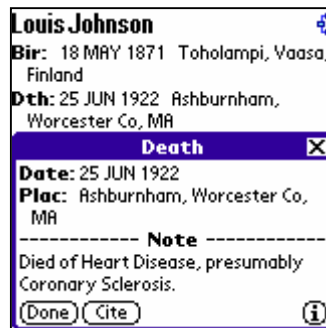 Louis Johnson
Bir: 18 MAY 1871 Toholampi, Vaasa,
Finland
Dth: 25 JUN 1922 Ashburnham,
Worcester Co, MA
Death
Date: 25 JUN 1922
Plac: Ashburnham, Worcester Co,
MA
------------ Note ------------
Died of Heart Disease, presumably
Coronary Sclerosis.
Done Cite